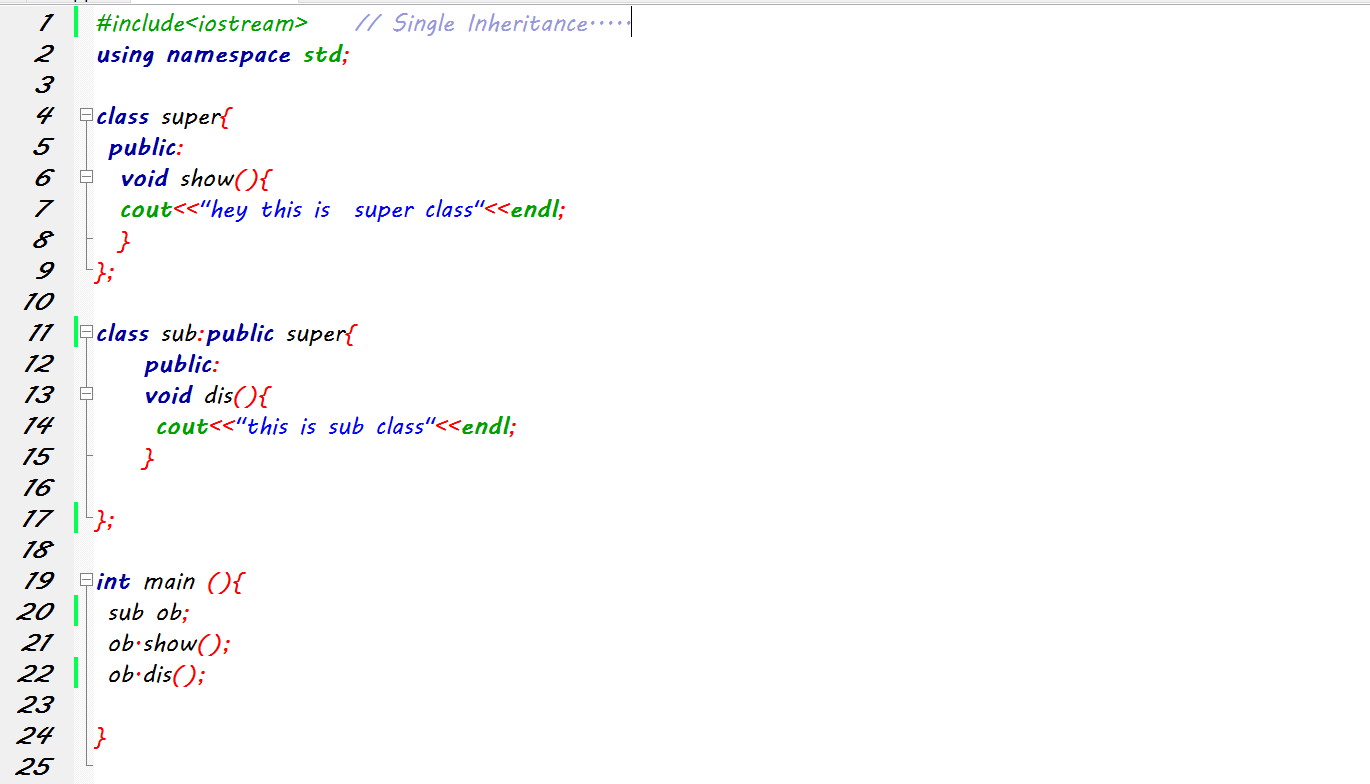 1 #include<iostream> // Single Inheritance.....
2 using namespace std;
3
4 class super{
5 public:
6 void show(){
7 cout<<"hey this is  super class"<<endl;
8 }
9 };
10
11 class sub:public super{
12 public:
13 void dis(){
14 cout<<"this is sub class"<<endl;
15 }
16
17 };
18
19 int main (){
20 sub ob;
21 ob.show();
22 ob.dis();
23
24 }
25